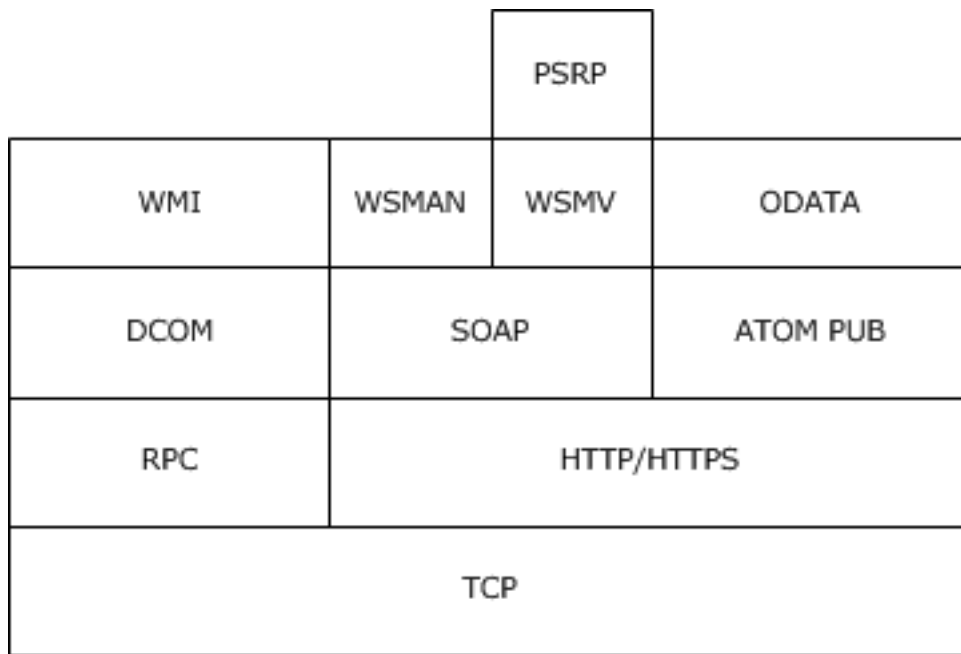 PSRP
WMI WSMAN WSMV ODATA
DCOM SOAP ATOM PUB
RPC HTTP/HTTPS
TCP